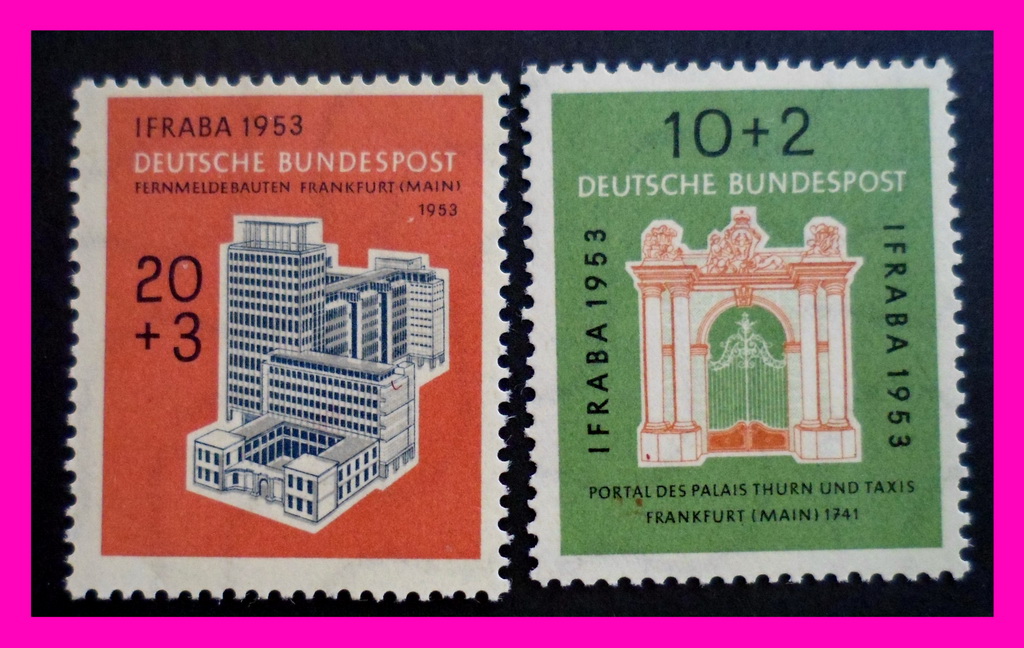 IFRABA 1953
DEUTSCHE BUNDESPOST
FERNMELDEBAUTEN FRANKFURT (MAIN)
1953
20
+3
10+2
DEUTSCHE BUNDESPOST
IFRABA 1953
IFRABA 1953
PORTAL DES PALAIS THURN UND TAXIS
FRANKFURT (MAIN) 1741